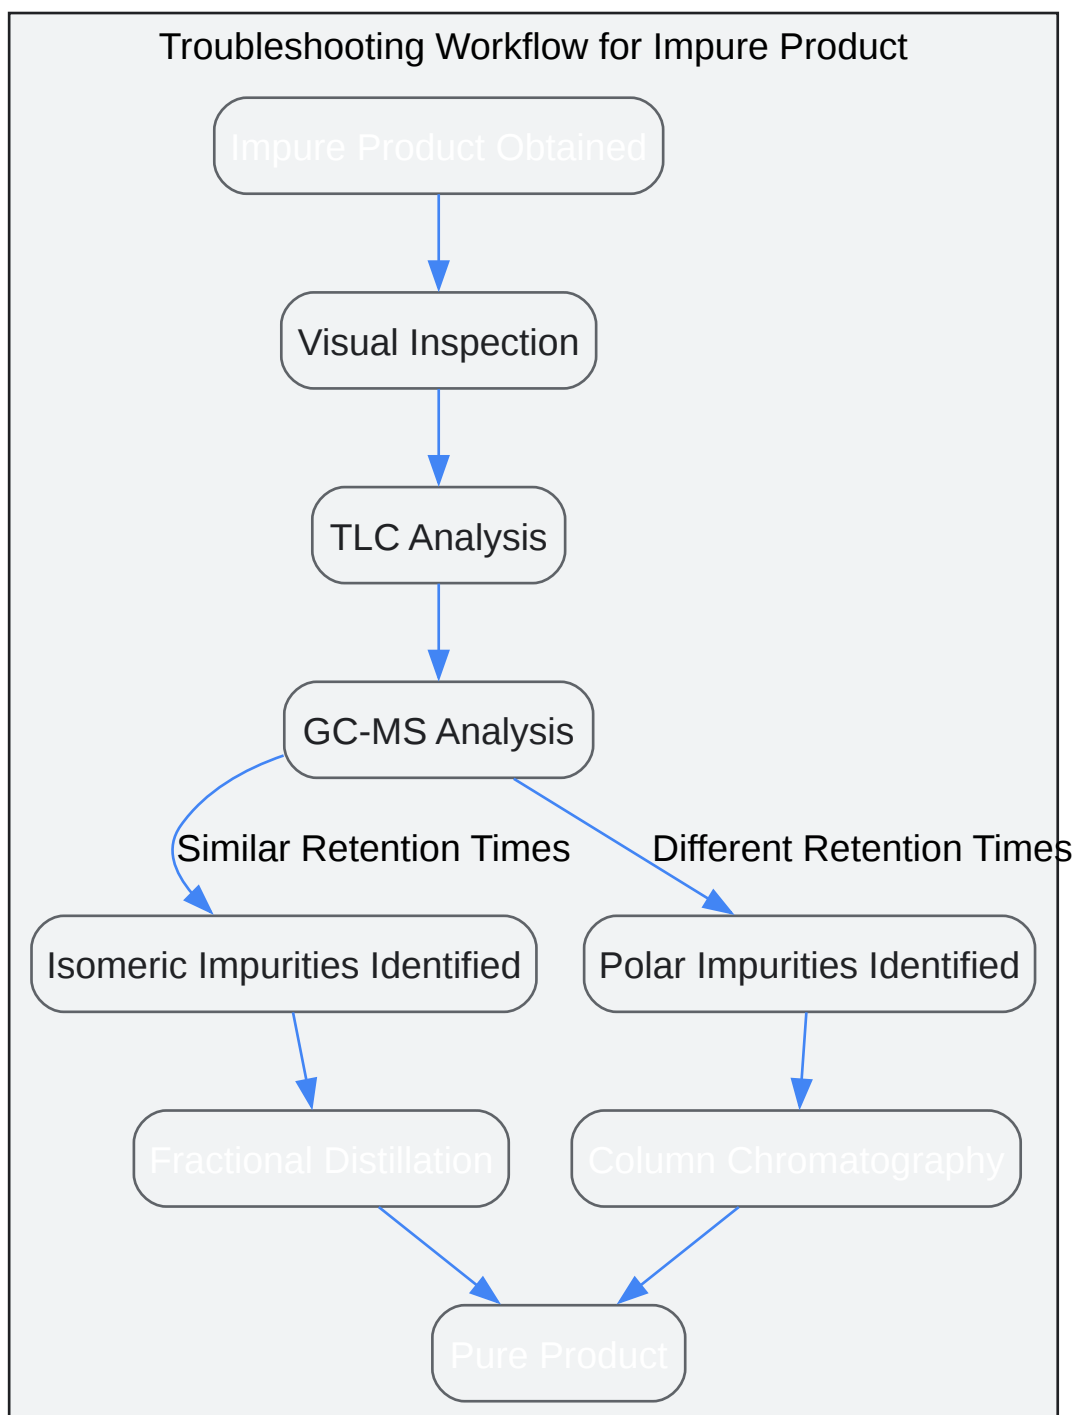 Troubleshooting Workflow for Impure Product
Impure Product Obtained
Visual Inspection
TLC Analysis
GC-MS Analysis
Similar Retention Times
Different Retention Times
Isomeric Impurities Identified
Polar Impurities Identified
Fractional Distillation
Column Chromatography
Pure Product